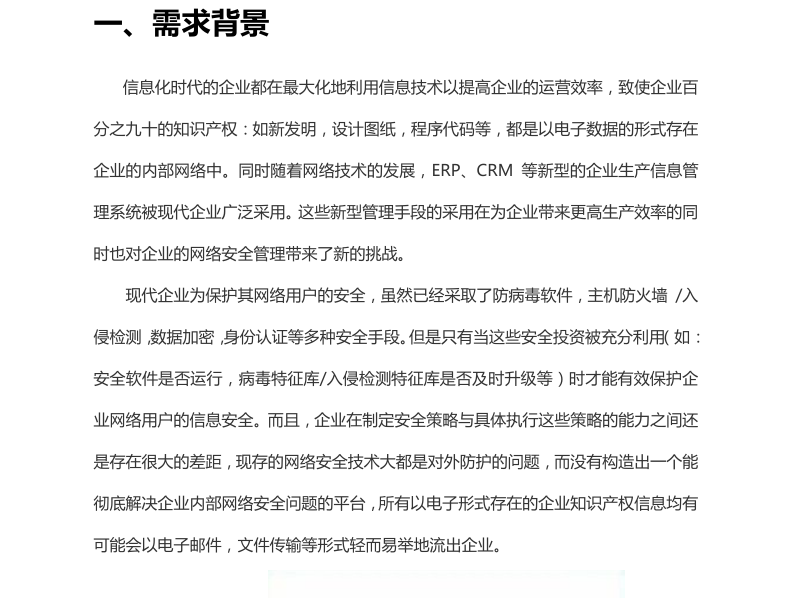 一、需求背景
信息化时代的企业都在最大化地利用信息技术以提高企业的运营效率，致使企业百
分之九十的知识产权：如新发明，设计图纸，程序代码等，都是以电子数据的形式存在
企业的内部网络中。同时随着网络技术的发展，ERP、CRM 等新型的企业生产信息管
理系统被现代企业广泛采用。这些新型管理手段的采用在为企业带来更高生产效率的同
时也对企业的网络安全管理带来了新的挑战。
现代企业为保护其网络用户的安全，虽然已经采取了防病毒软件，主机防火墙 /入
侵检测，数据加密，身份认证等多种安全手段。但是只有当这些安全投资被充分利用（如：
安全软件是否运行，病毒特征库/入侵检测特征库是否及时升级等）时才能有效保护企
业网络用户的信息安全。而且，企业在制定安全策略与具体执行这些策略的能力之间还
是存在很大的差距，现存的网络安全技术大都是对外防护的问题，而没有构造出一个能
彻底解决企业内部网络安全问题的平台，所有以电子形式存在的企业知识产权信息均有
可能会以电子邮件，文件传输等形式轻而易举地流出企业。